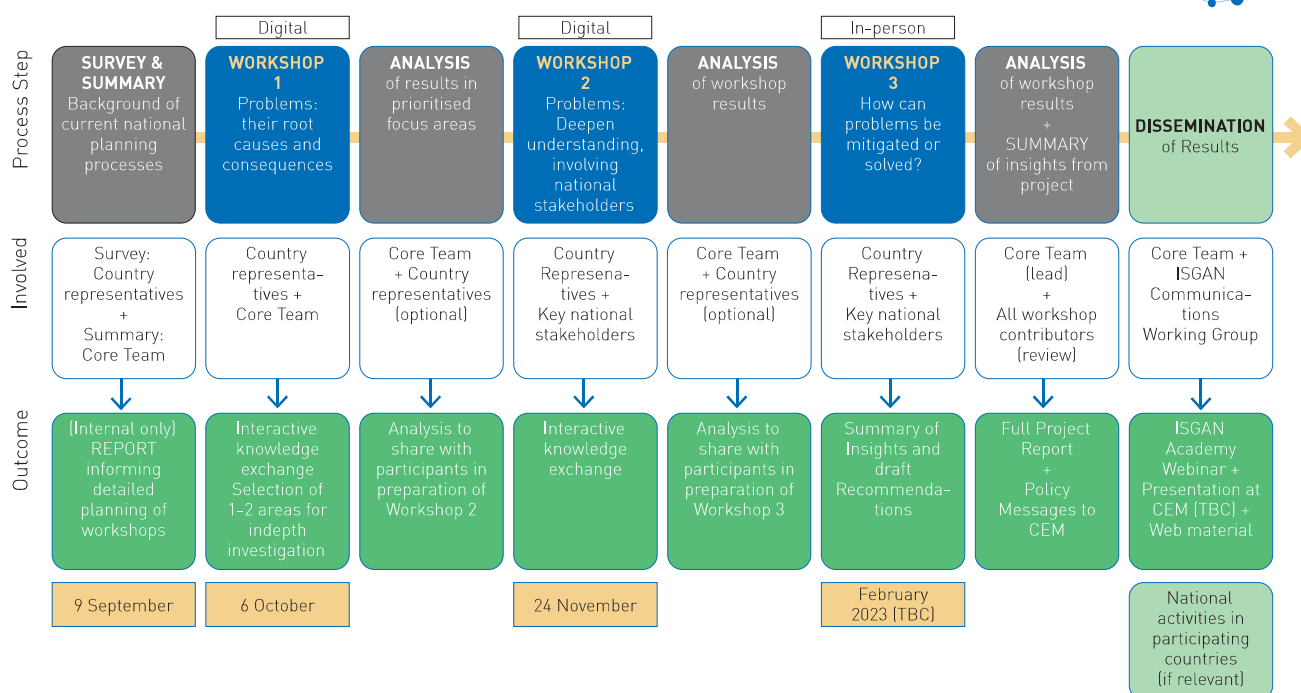 Digital
Digital
In-person
Process Step
SURVEY &
SUMMARY
Background of
current national
planning
processes
WORKSHOP
1
Problems:
their root
causes and
consequences
ANALYSIS
of results in
prioritised
focus areas
WORKSHOP
2
Problems:
Deepen
understanding,
involving
national
stakeholders
ANALYSIS
of workshop
results
WORKSHOP
3
How can
problems be
mitigated or
solved?
ANALYSIS
of workshop
results
+
SUMMARY
of insights from
project
DISSEMINATION
of Results
Involved
Survey:
Country
representatives
+
Summary:
Core Team
Country
representa-
tives +
Core Team
Core Team
+ Country
representatives
(optional)
Country
Represena-
tives +
Key national
stakeholders
Core Team
+ Country
representatives
(optional)
Country
Represena-
tives +
Key national
stakeholders
Core Team
(lead)
+
All workshop
contributors
(review)
Core Team +
ISGAN
Communica-
tions
Working Group
Outcome
(Internal only)
REPORT
informing
detailed
planning of
workshops
Interactive
knowledge
exchange
Selection of
1–2 areas for
indepth
investigation
Analysis to
share with
participants in
preparation of
Workshop 2
Interactive
knowledge
exchange
Analysis to
share with
participants in
preparation of
Workshop 3
Summary of
Insights and
draft
Recommenda-
tions
Full Project
Report
+
Policy
Messages to
CEM
ISGAN
Academy
Webinar +
Presentation at
CEM (TBC) +
Web material
9 September
6 October
24 November
February
2023 (TBC)
National
activities in
participating
countries
(if relevant)